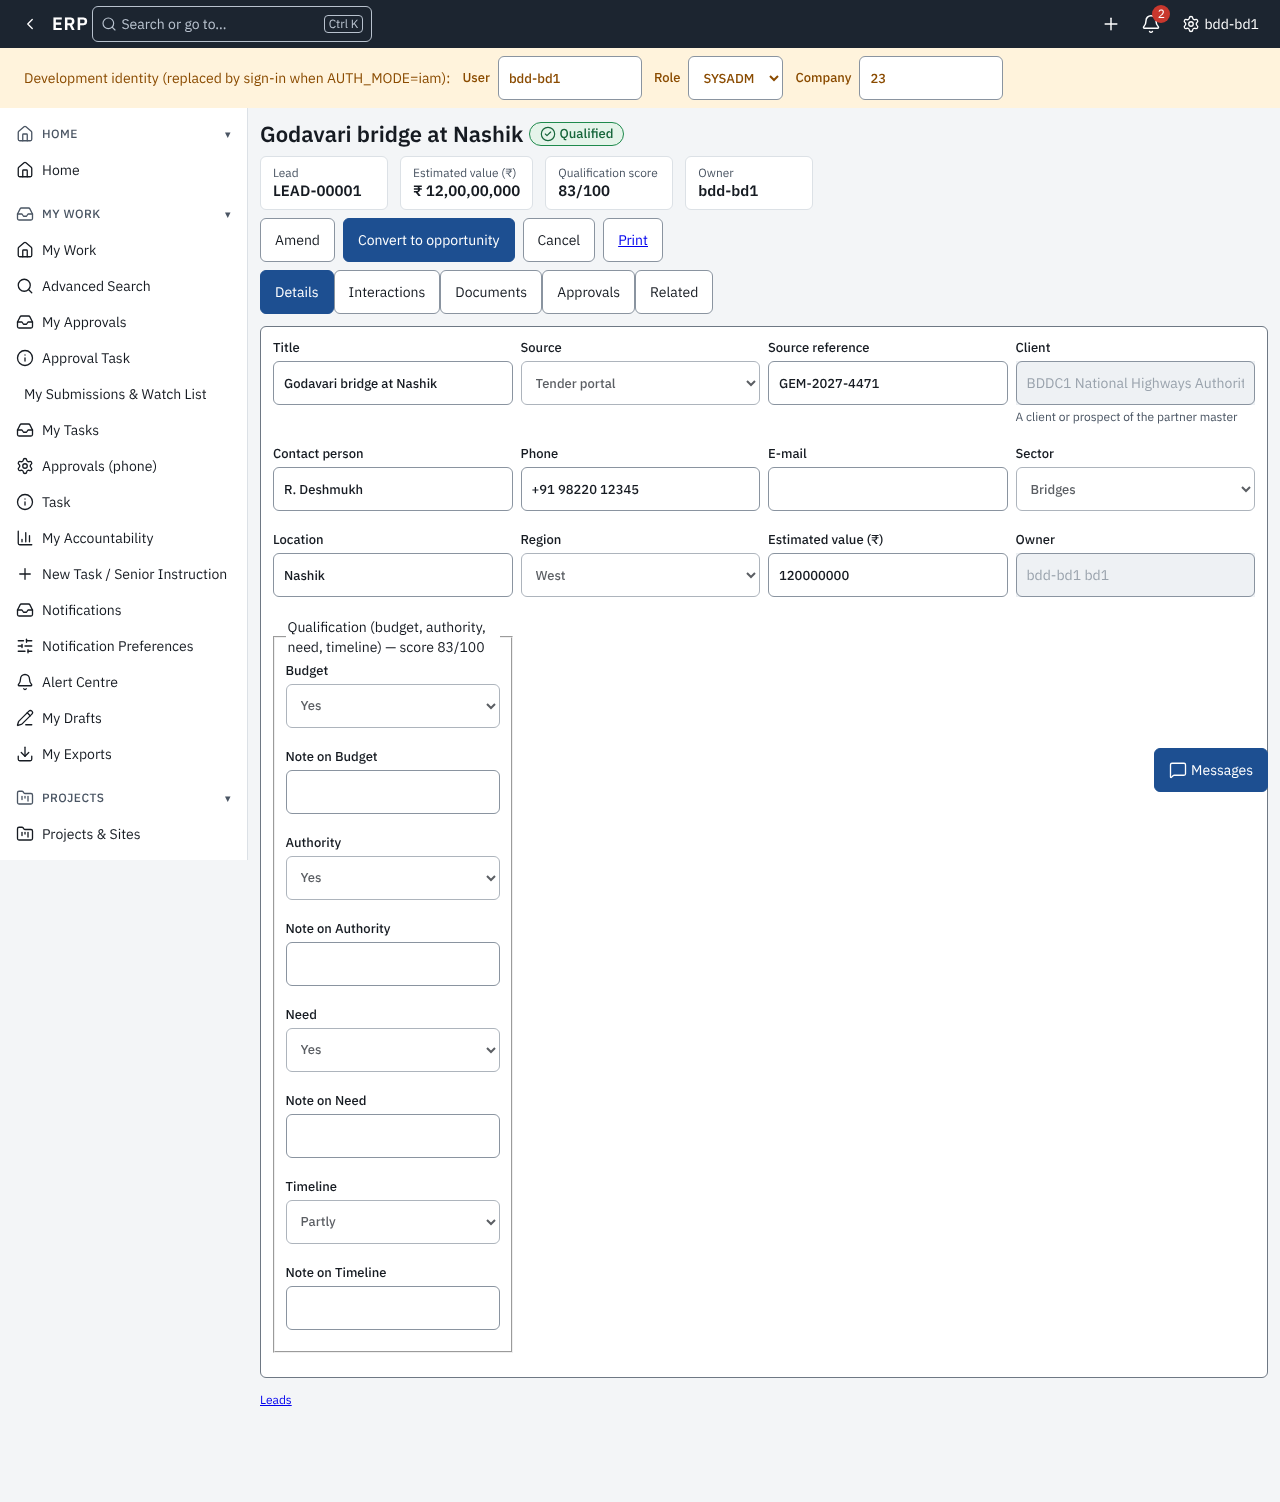 ERP
Search or go to...
Ctrl K
2
bdd-bd1
Development identity (replaced by sign-in when AUTH_MODE=iam):
User
bdd-bd1
Role
SYSADM
Company
23
HOME
Home
MY WORK
My Work
Advanced Search
My Approvals
Approval Task
My Submissions & Watch List
My Tasks
Approvals (phone)
Task
My Accountability
New Task / Senior Instruction
Notifications
Notification Preferences
Alert Centre
My Drafts
My Exports
PROJECTS
Projects & Sites
Godavari bridge at Nashik
Qualified
Lead
LEAD-00001
Estimated value (₹)
₹ 12,00,00,000
Qualification score
83/100
Owner
bdd-bd1
Amend
Convert to opportunity
Cancel
Print
Details
Interactions
Documents
Approvals
Related
Title
Godavari bridge at Nashik
Source
Tender portal
Source reference
GEM-2027-4471
Client
BDDC1 National Highways Authorit
A client or prospect of the partner master
Contact person
R. Deshmukh
Phone
+91 98220 12345
E-mail
Sector
Bridges
Location
Nashik
Region
West
Estimated value (₹)
120000000
Owner
bdd-bd1 bd1
Qualification (budget, authority,
need, timeline) — score 83/100
Budget
Yes
Note on Budget
Authority
Yes
Note on Authority
Need
Yes
Note on Need
Timeline
Partly
Note on Timeline
Messages
Leads